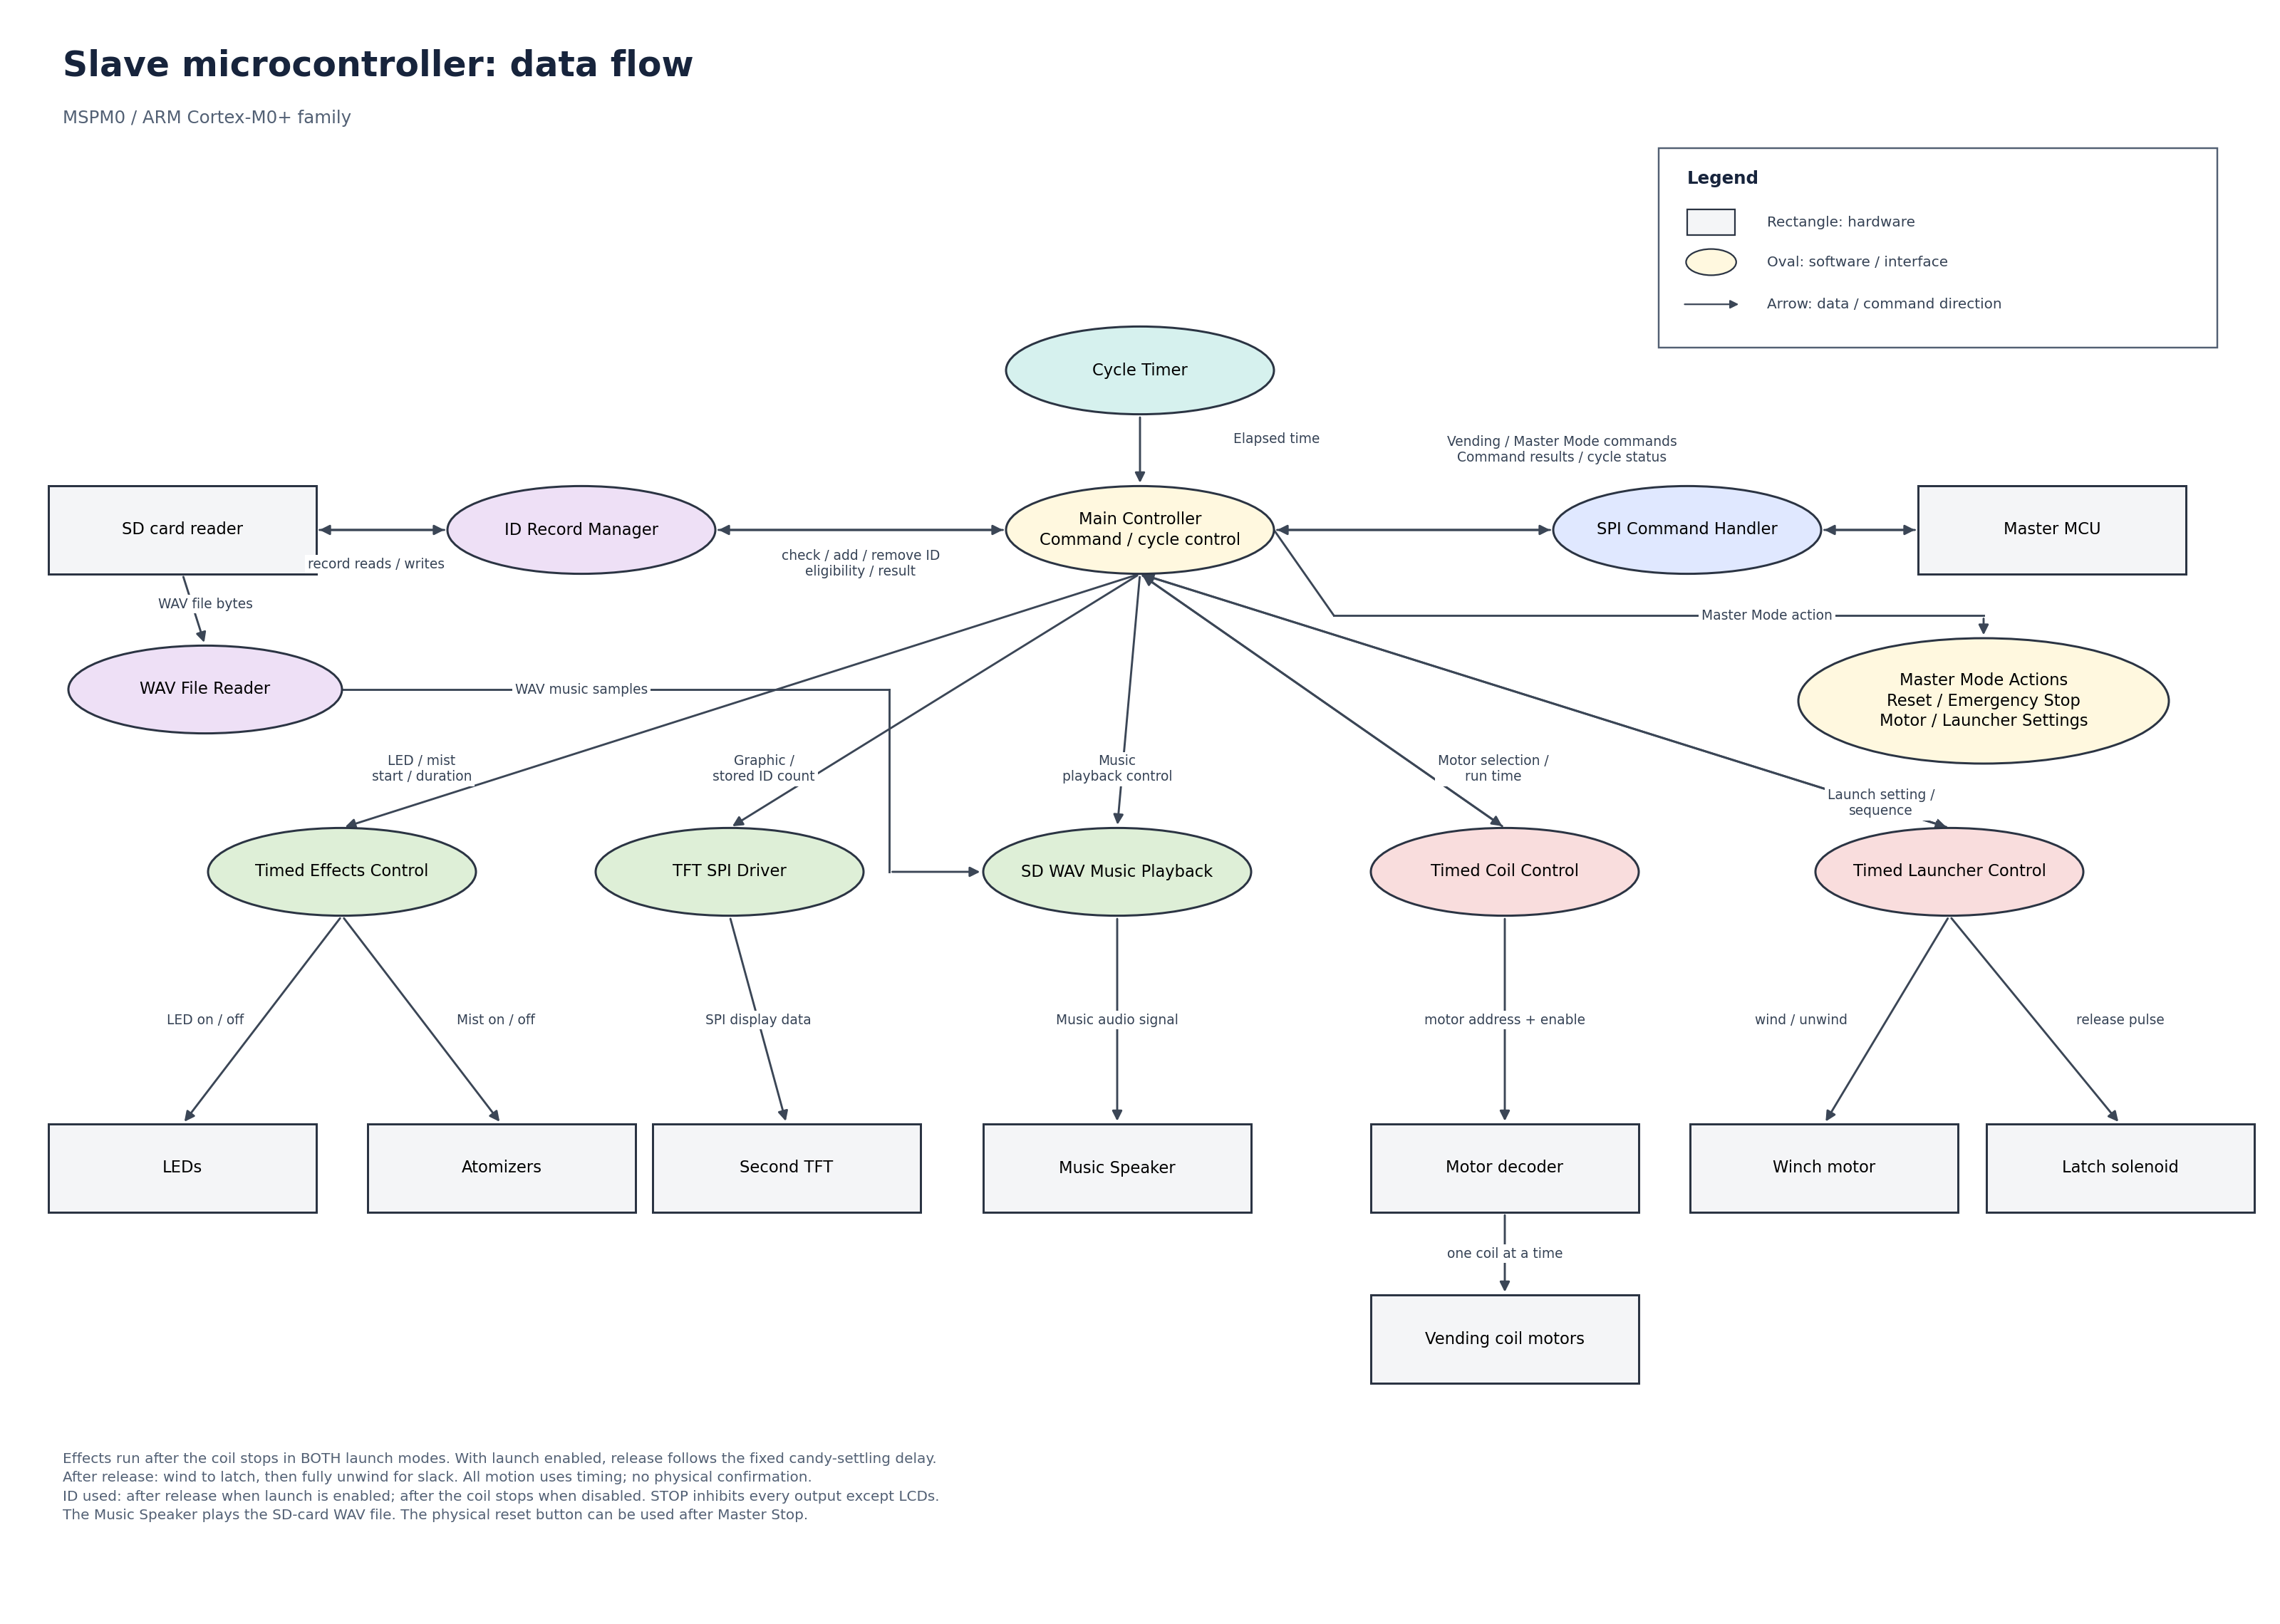 Slave microcontroller: data flow
MSPM0 / ARM Cortex-M0+ family
Legend
Rectangle: hardware
Oval: software / interface
Arrow: data / command direction
Cycle Timer
Elapsed time
Vending / Master Mode commands
Command results / cycle status
SD card reader
ID Record Manager
Main Controller
Command / cycle control
SPI Command Handler
Master MCU
record reads / writes
check / add / remove ID
eligibility / result
WAV file bytes
Master Mode action
WAV File Reader
WAV music samples
Master Mode Actions
Reset / Emergency Stop
Motor / Launcher Settings
LED / mist
start / duration
Graphic /
stored ID count
Music
playback control
Motor selection /
run time
Launch setting /
sequence
Timed Effects Control
TFT SPI Driver
SD WAV Music Playback
Timed Coil Control
Timed Launcher Control
LED on / off
Mist on / off
SPI display data
Music audio signal
motor address + enable
wind / unwind
release pulse
LEDs
Atomizers
Second TFT
Music Speaker
Motor decoder
Winch motor
Latch solenoid
one coil at a time
Vending coil motors
Effects run after the coil stops in BOTH launch modes. With launch enabled, release follows the fixed candy-settling delay.
After release: wind to latch, then fully unwind for slack. All motion uses timing; no physical confirmation.
ID used: after release when launch is enabled; after the coil stops when disabled. STOP inhibits every output except LCDs.
The Music Speaker plays the SD-card WAV file. The physical reset button can be used after Master Stop.